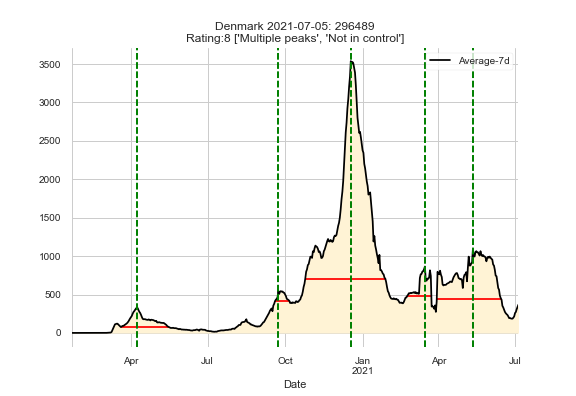 Denmark 2021-07-05: 296489
Rating:8 ['Multiple peaks', 'Not in control']
Average-7d
3500
3000
2500
2000
1500
1000
500
0
Apr
Jul
Oct
Jan
2021
Apr
Jul
Date